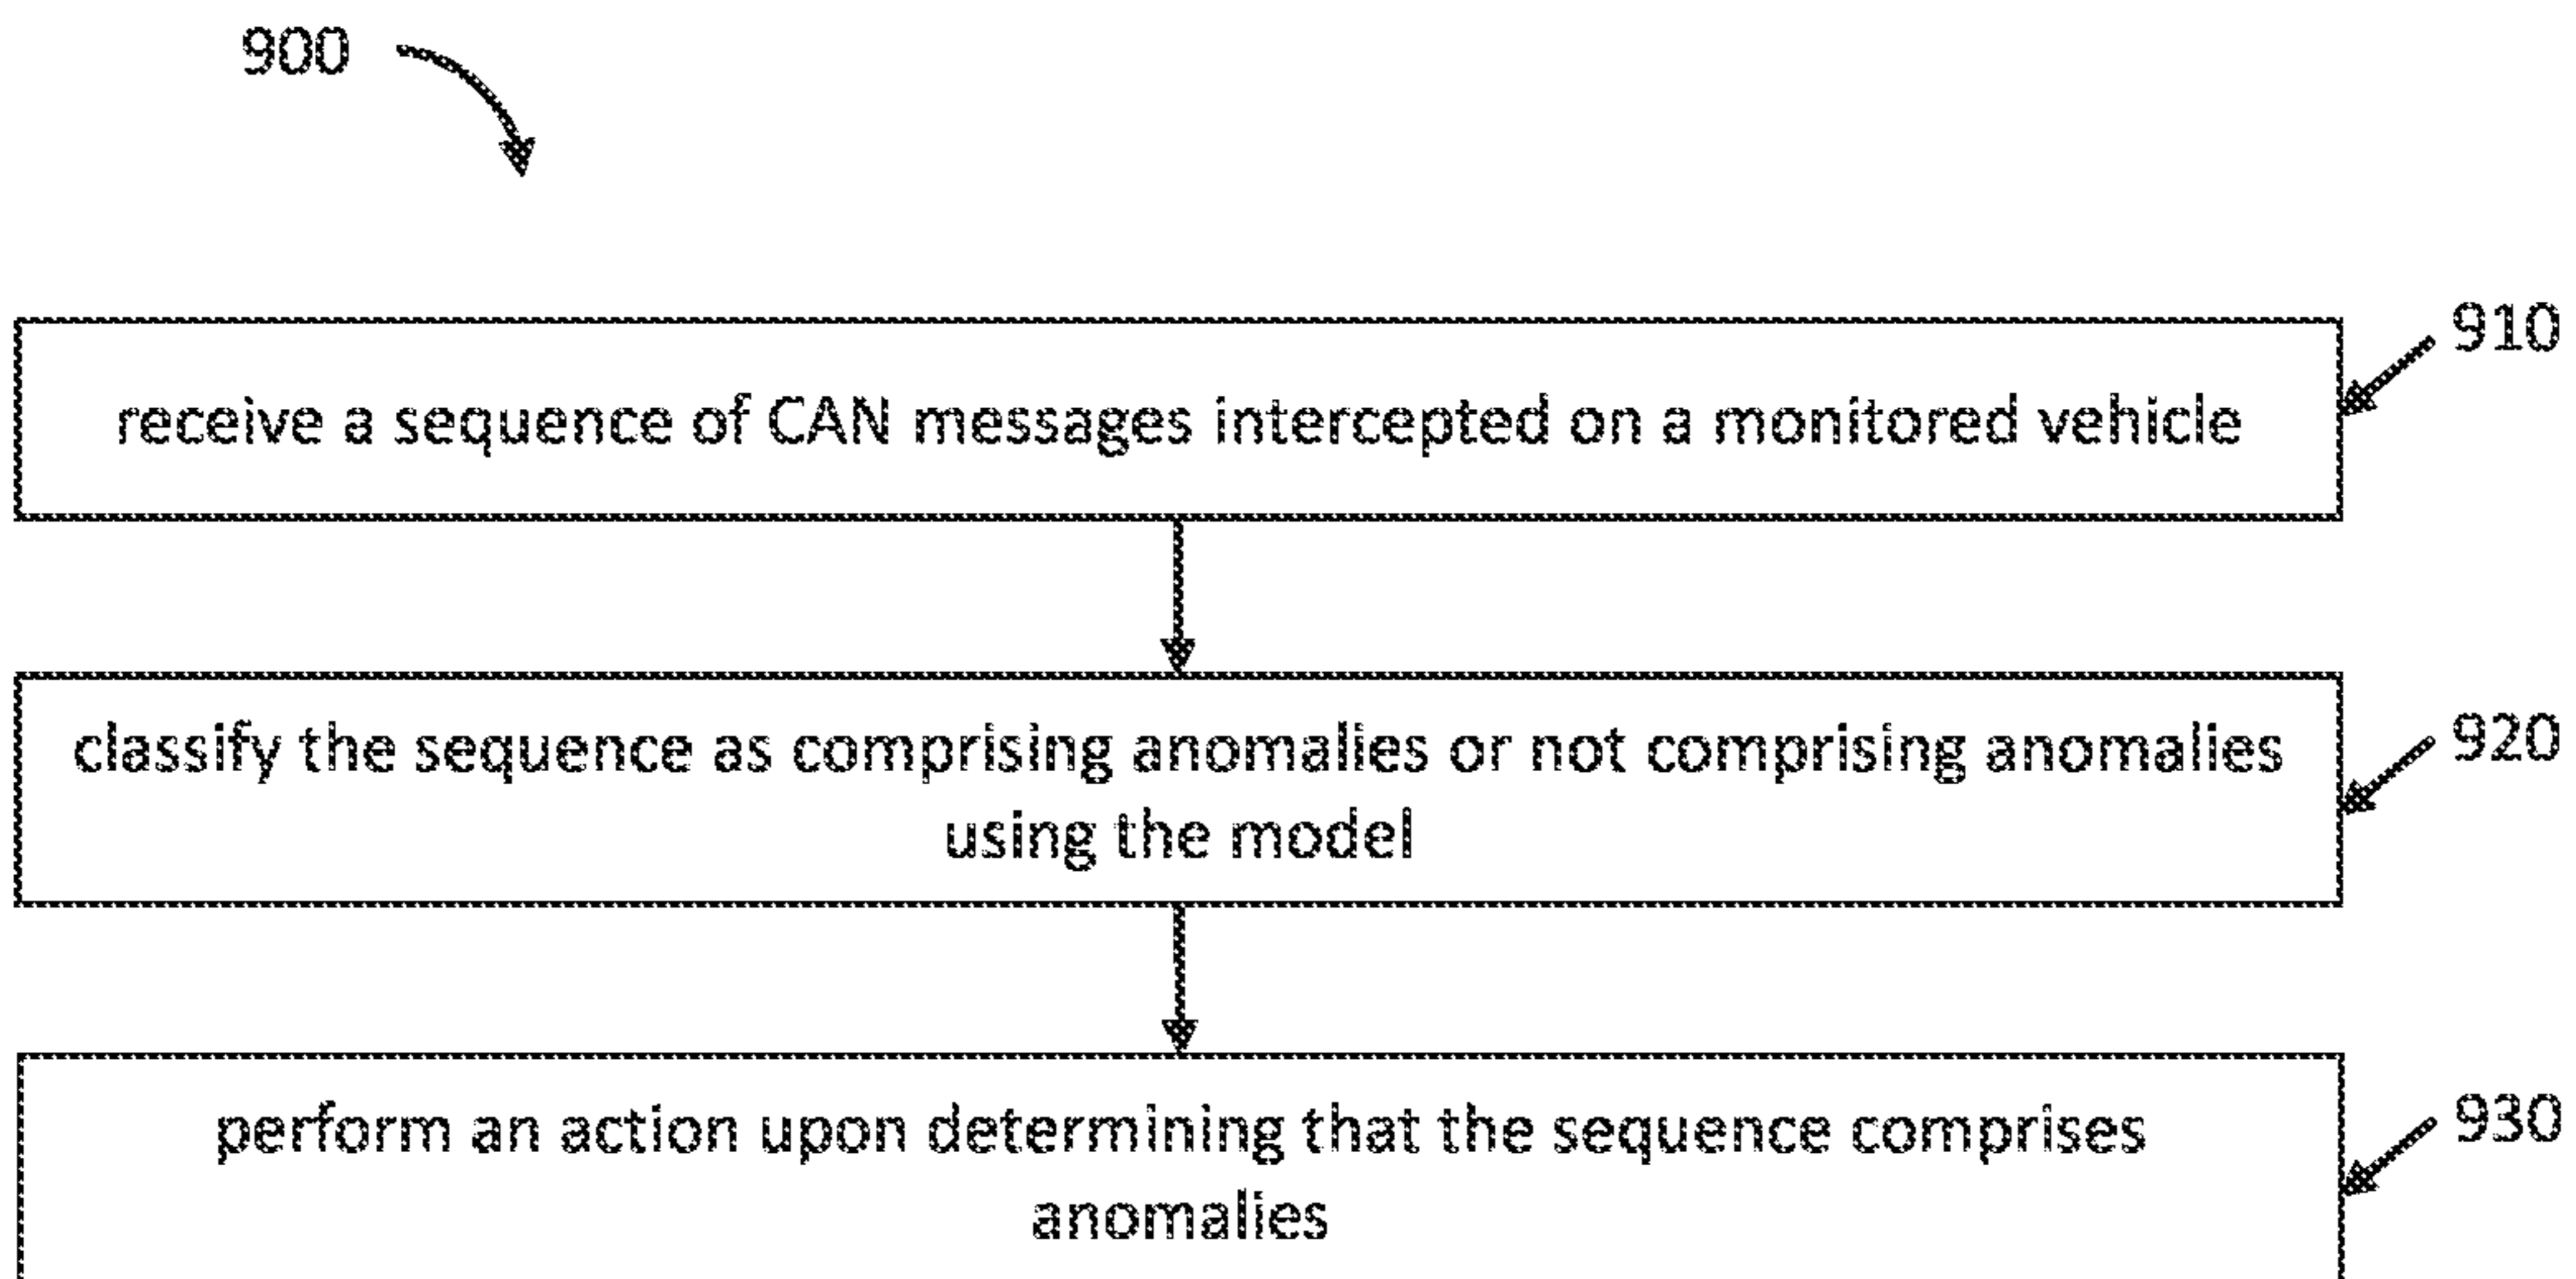 900
910
receive a sequence of CAN messages intercepted on a monitored vehicle
920
classify the sequence as comprising anomalies or not comprising anomalies
using the model
930
perform an action upon determining that the sequence comprises
anomalies